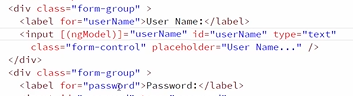 <div class="form-group">
<label for="userName">User Name:</label>
<input [(ngModel)]="userName" id="userName" type="text"
class="form-control" placeholder="User Name..." />
</div>
<div class="form-group">
<label for="password">Password:</label>